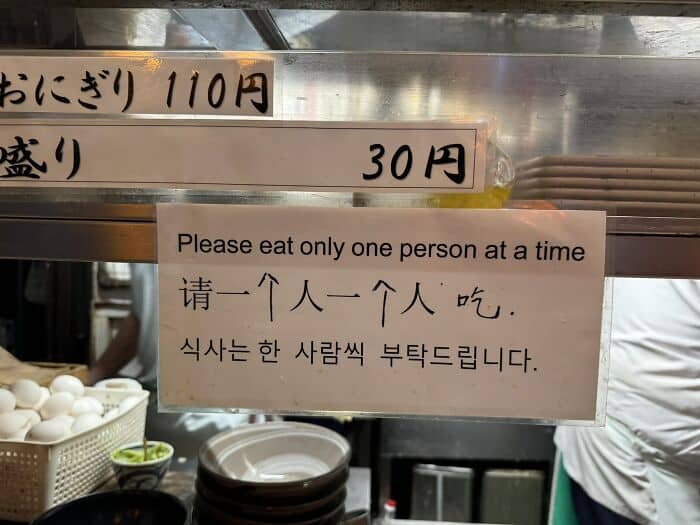 おにぎり 110円
盛り 30円
Please eat only one person at a time
请一个人一个人 吃.
식사는 한 사람씩 부탁드립니다.